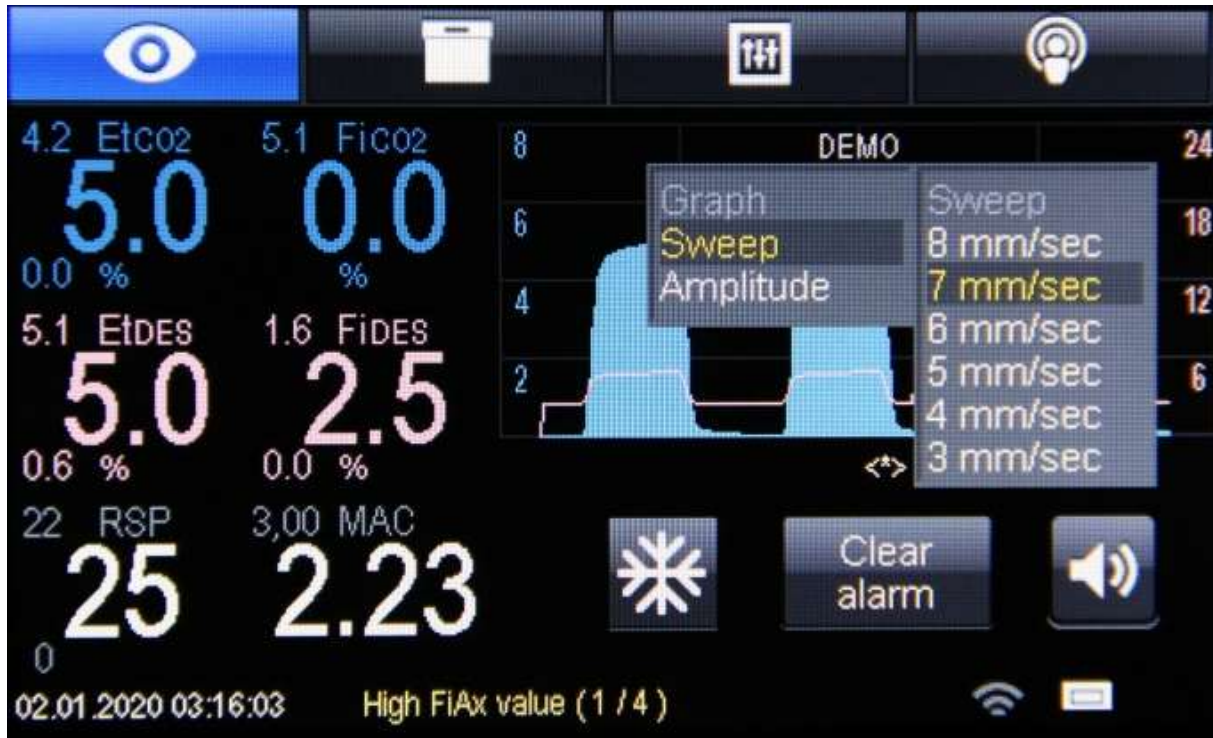 4.2 Etco2 5.1 Fico2
5.0 0.0
0.0 % %
5.1 EtDES 1.6 FiDES
5.0 2.5
0.6 % 0.0 %
22 RSP 3,00 MAC
25 2.23
0
8 DEMO 24
6 18
4 12
2 6
Graph
Sweep
Amplitude
Sweep
8 mm/sec
7 mm/sec
6 mm/sec
5 mm/sec
4 mm/sec
3 mm/sec
<*>
Clear
alarm
02.01.2020 03:16:03 High FiAx value ( 1 / 4 )